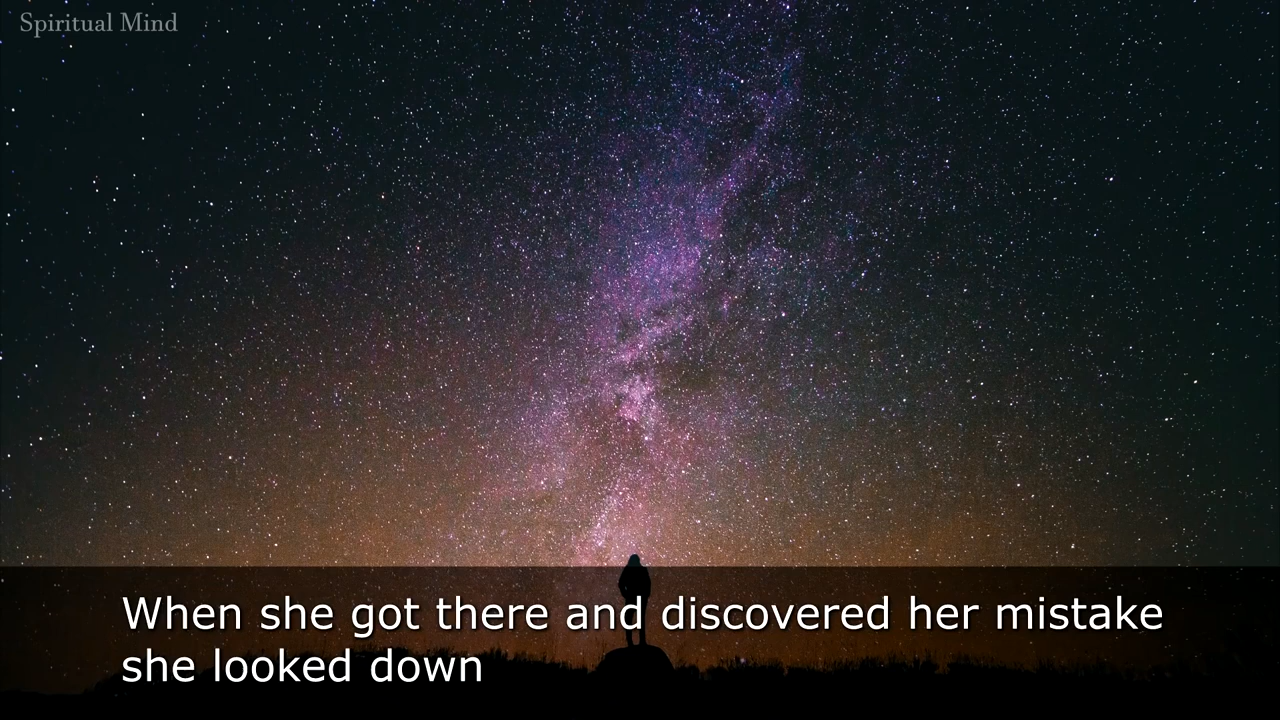 Spiritual Mind
When she got there and discovered her mistake
she looked down